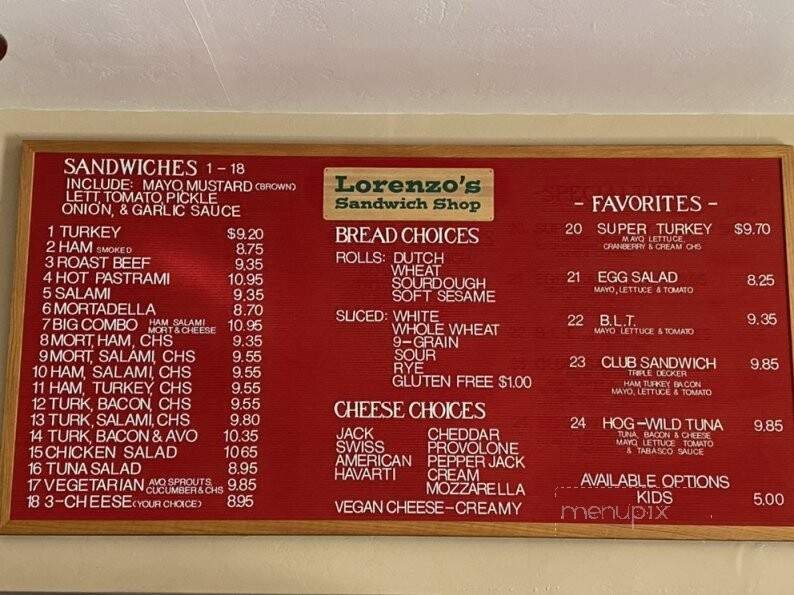 SANDWICHES 1-18
INCLUDE: MAYO, MUSTARD (BROWN)
LETT, TOMATO, PICKLE
ONION, & GARLIC SAUCE
1 TURKEY $9.20
2 HAM SMOKED 8.75
3 ROAST BEEF 9.35
4 HOT PASTRAMI 10.95
5 SALAMI 9.35
6 MORTADELLA 8.70
7 BIG COMBO HAM SALAMI MORT & CHEESE 10.95
8 MORT, HAM, CHS 9.35
9 MORT, SALAMI, CHS 9.55
10 HAM, SALAMI, CHS 9.55
11 HAM, TURKEY, CHS 9.55
12 TURK, BACON, CHS 9.55
13 TURK, SALAMI, CHS 9.80
14 TURK, BACON & AVO 10.35
15 CHICKEN SALAD 10 65
16 TUNA SALAD 8.95
17 VEGETARIAN AVO, SPROUTS, CUCUMBER & CHS 9.85
18 3-CHEESE (YOUR CHOICE) 8.95
Lorenzo's
Sandwich Shop
BREAD CHOICES
ROLLS: DUTCH
WHEAT
SOURDOUGH
SOFT SESAME
SLICED: WHITE
WHOLE WHEAT
9-GRAIN
SOUR
RYE
GLUTEN FREE $1.00
CHEESE CHOICES
JACK CHEDDAR
SWISS PROVOLONE
AMERICAN PEPPER JACK
HAVARTI CREAM
MOZZARELLA
VEGAN CHEESE-CREAMY
- FAVORITES -
20 SUPER TURKEY $9.70
MAYO, LETTUCE,
CRANBERRY & CREAM CHS
21 EGG SALAD 8.25
MAYO, LETTUCE & TOMATO
22 B.L.T. 9.35
MAYO LETTUCE & TOMATO
23 CLUB SANDWICH 9.85
TRIPLE DECKER
HAM, TURKEY BACON
MAYO, LETTUCE & TOMATO
24 HOG-WILD TUNA 9.85
TUNA, BACON & CHEESE
MAYO, LETTUCE TOMATO
& TABASCO SAUCE
AVAILABLE OPTIONS
KIDS 5.00
menupix